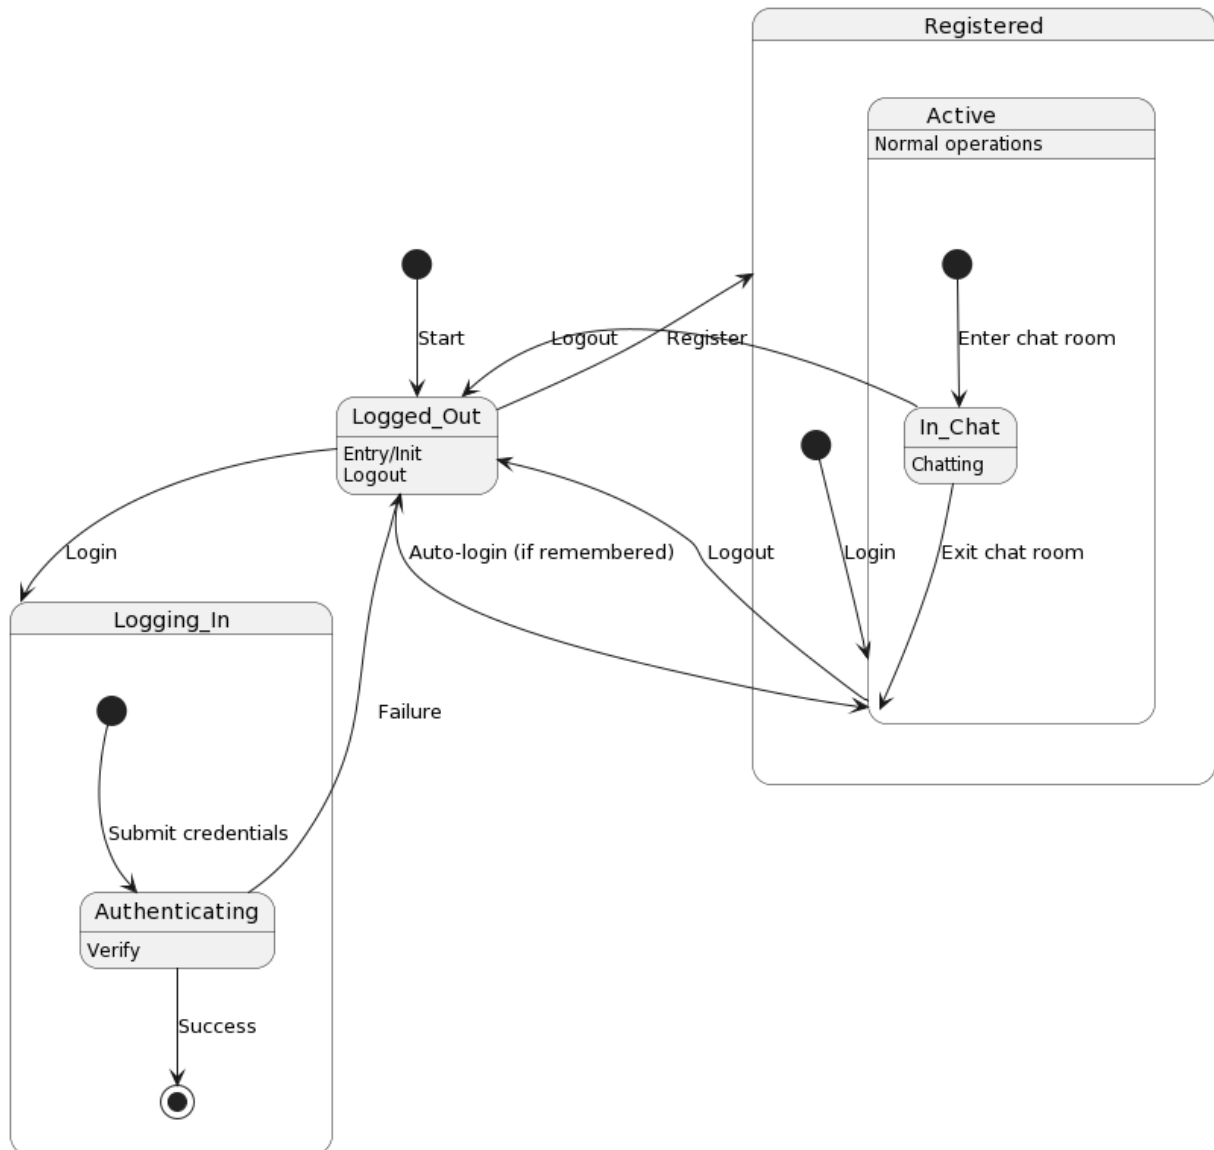 Registered
Active
Normal operations
Start
Logout
Register
Enter chat room
Logged_Out
Entry/Init
Logout
In_Chat
Chatting
Login
Auto-login (if remembered)
Logout
Login
Exit chat room
Logging_In
Failure
Submit credentials
Authenticating
Verify
Success